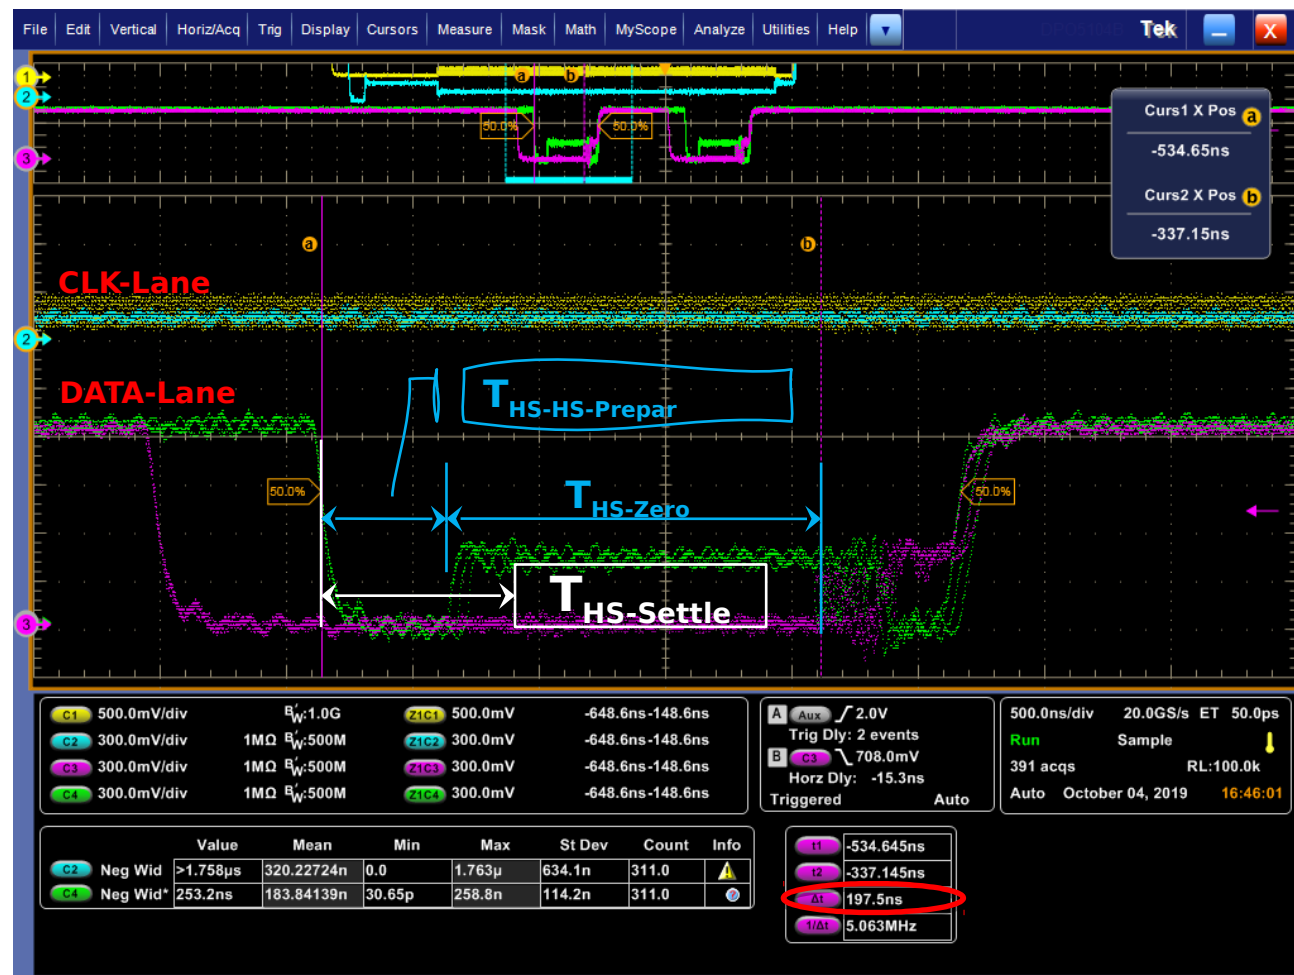 File Edit Vertical Horiz/Acq Trig Display Cursors Measure Mask Math MyScope Analyze Utilities Help Tek X
1
a b
2
50.0% 50.0%
3
Curs1 X Pos a
-534.65ns
Curs2 X Pos b
-337.15ns
a b
CLK-Lane
2
DATA-Lane
THS-HS-Prepar
50.0% THS-Zero 50.0%
THS-Settle
3
C1 500.0mV/div BW:1.0G Z1C1 500.0mV -648.6ns-148.6ns
C2 300.0mV/div 1MΩ BW:500M Z1C2 300.0mV -648.6ns-148.6ns
C3 300.0mV/div 1MΩ BW:500M Z1C3 300.0mV -648.6ns-148.6ns
C4 300.0mV/div 1MΩ BW:500M Z1C4 300.0mV -648.6ns-148.6ns
A Aux 2.0V
Trig Dly: 2 events
B C3 708.0mV
Horz Dly: -15.3ns
Triggered Auto
500.0ns/div 20.0GS/s ET 50.0ps
Run Sample
391 acqs RL:100.0k
Auto October 04, 2019 16:46:01
Value Mean Min Max St Dev Count Info
C2 Neg Wid >1.758µs 320.22724n 0.0 1.763µ 634.1n 311.0
C4 Neg Wid* 253.2ns 183.84139n 30.65p 258.8n 114.2n 311.0
t1 -534.645ns
t2 -337.145ns
Δt 197.5ns
1/Δt 5.063MHz